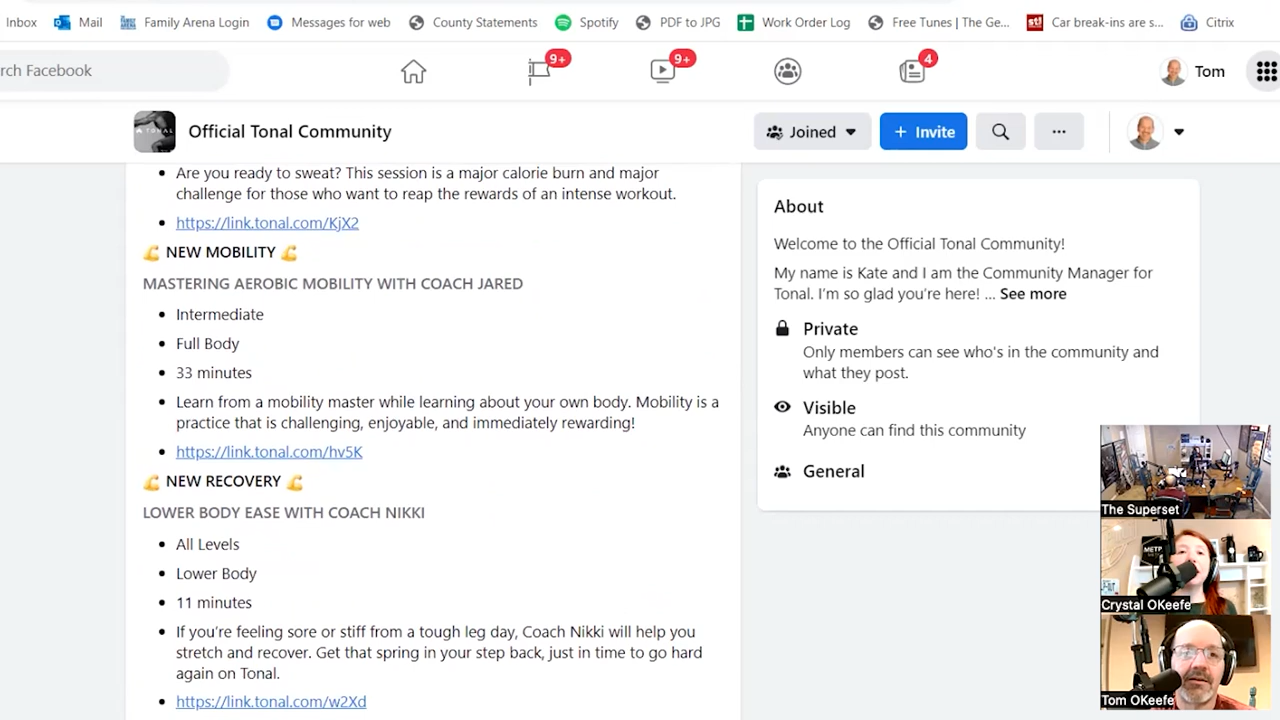 Inbox Mail Family Arena Login Messages for web County Statements Spotify PDF to JPG Work Order Log Free Tunes | The Ge... Car break-ins are s... Citrix
rch Facebook
9+ 9+ 4
Tom
TONAL
Official Tonal Community
Joined
+ Invite
Are you ready to sweat? This session is a major calorie burn and major
challenge for those who want to reap the rewards of an intense workout.
https://link.tonal.com/KjX2
NEW MOBILITY
MASTERING AEROBIC MOBILITY WITH COACH JARED
Intermediate
Full Body
33 minutes
Learn from a mobility master while learning about your own body. Mobility is a
practice that is challenging, enjoyable, and immediately rewarding!
https://link.tonal.com/hv5K
NEW RECOVERY
LOWER BODY EASE WITH COACH NIKKI
All Levels
Lower Body
11 minutes
If you're feeling sore or stiff from a tough leg day, Coach Nikki will help you
stretch and recover. Get that spring in your step back, just in time to go hard
again on Tonal.
https://link.tonal.com/w2Xd
About
Welcome to the Official Tonal Community!
My name is Kate and I am the Community Manager for
Tonal. I'm so glad you're here! ... See more
Private
Only members can see who's in the community and
what they post.
Visible
Anyone can find this community
General
The Superset
METP
Crystal OKeefe
Tom OKeefe